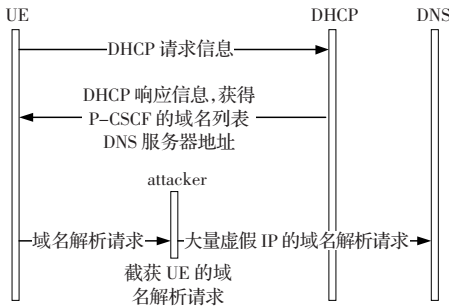 UE DHCP DNS
DHCP 请求信息
DHCP 响应信息,获得
P-CSCF 的域名列表
DNS 服务器地址
attacker
域名解析请求 大量虚假 IP 的域名解析请求
截获 UE 的域
名解析请求